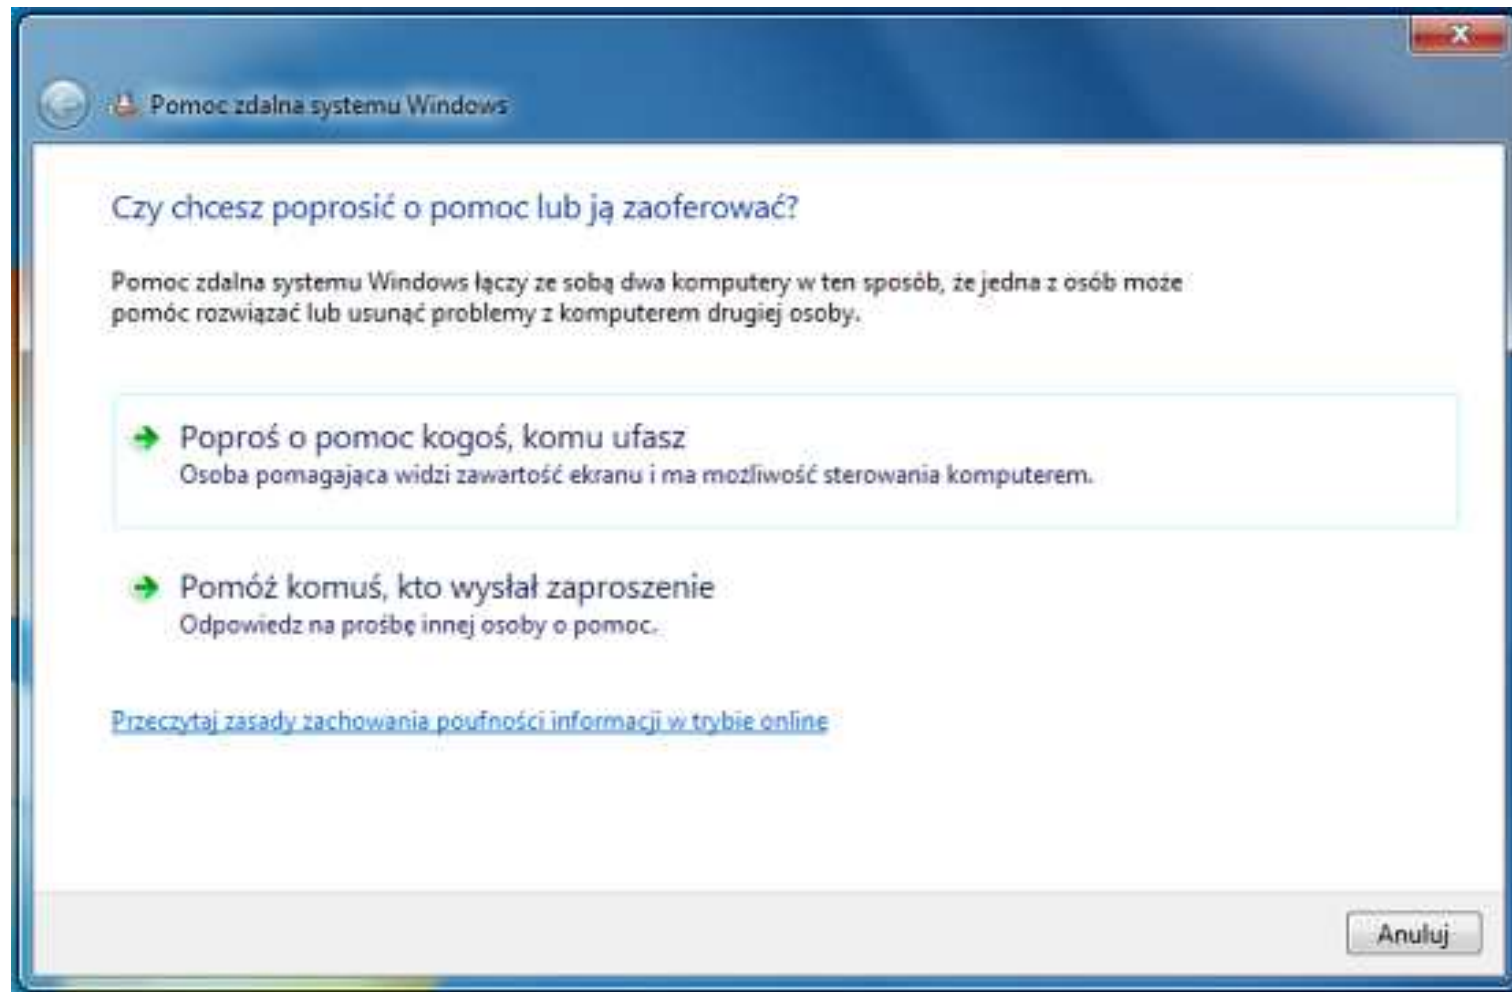 Pomoc zdalna systemu Windows
Czy chcesz poprosić o pomoc lub ją zaoferować?
Pomoc zdalna systemu Windows łączy ze sobą dwa komputery w ten sposób, że jedna z osób może
pomóc rozwiązać lub usunąć problemy z komputerem drugiej osoby.
Poproś o pomoc kogoś, komu ufasz
Osoba pomagająca widzi zawartość ekranu i ma możliwość sterowania komputerem.
Pomóż komuś, kto wysłał zaproszenie
Odpowiedz na prośbę innej osoby o pomoc.
Przeczytaj zasady zachowania poufności informacji w trybie online
Anuluj